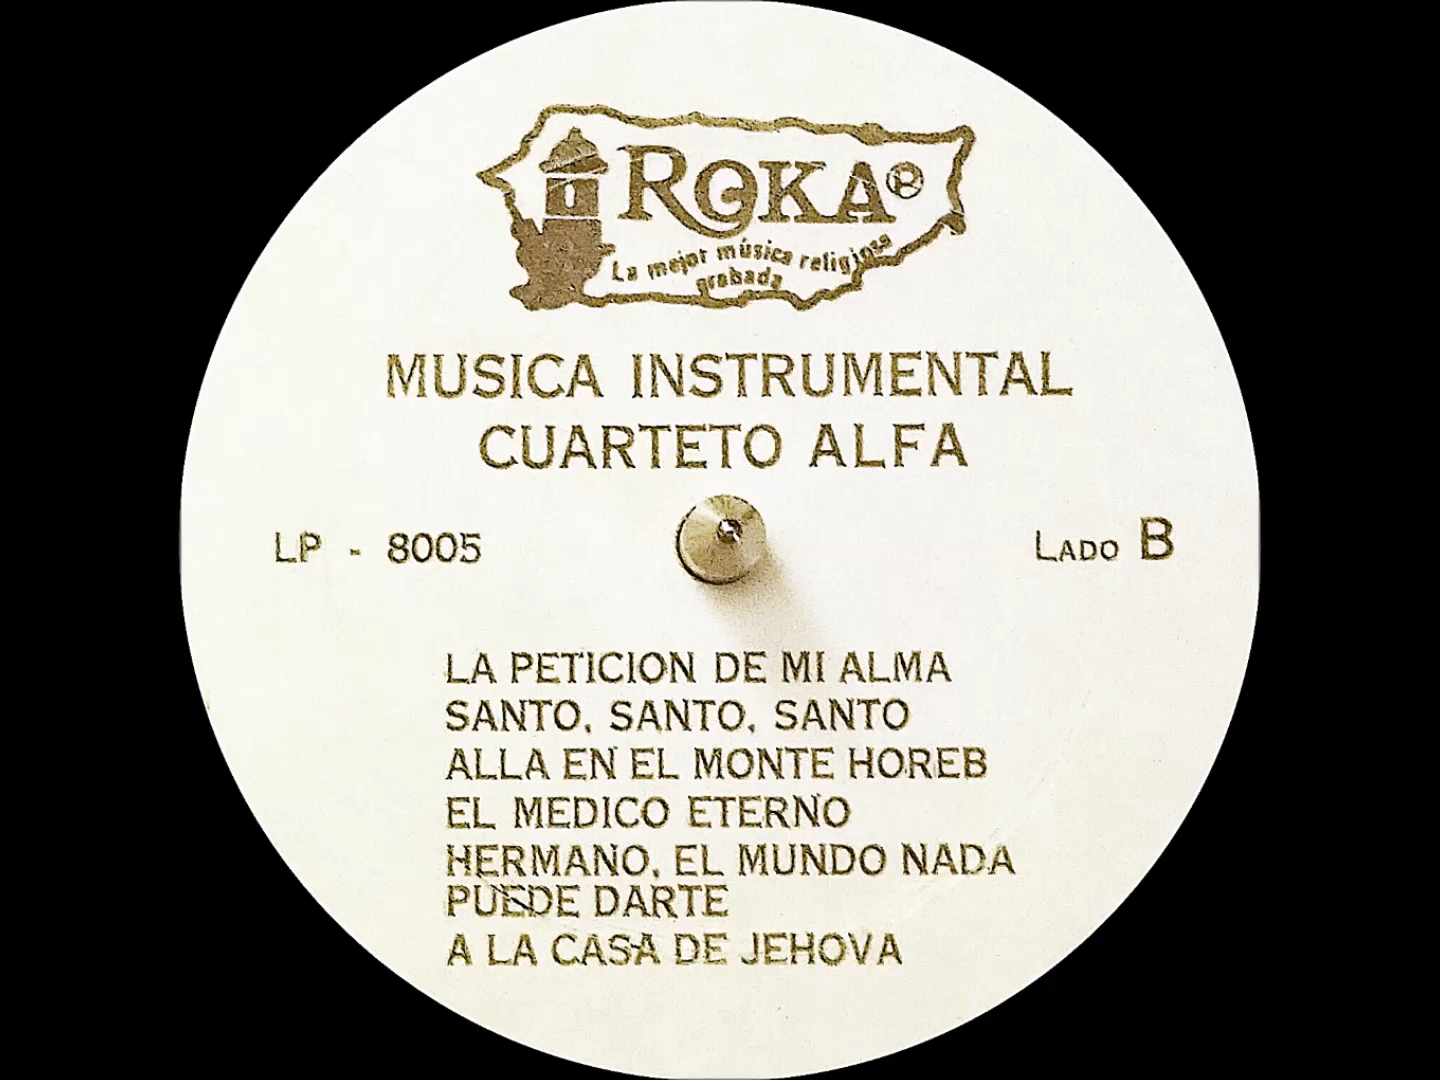 ROKA®
La mejor música religiosa
grabada
MUSICA INSTRUMENTAL
CUARTETO ALFA
LP - 8005
LADO B
LA PETICION DE MI ALMA
SANTO, SANTO, SANTO
ALLA EN EL MONTE HOREB
EL MEDICO ETERNO
HERMANO, EL MUNDO NADA
PUEDE DARTE
A LA CASA DE JEHOVA